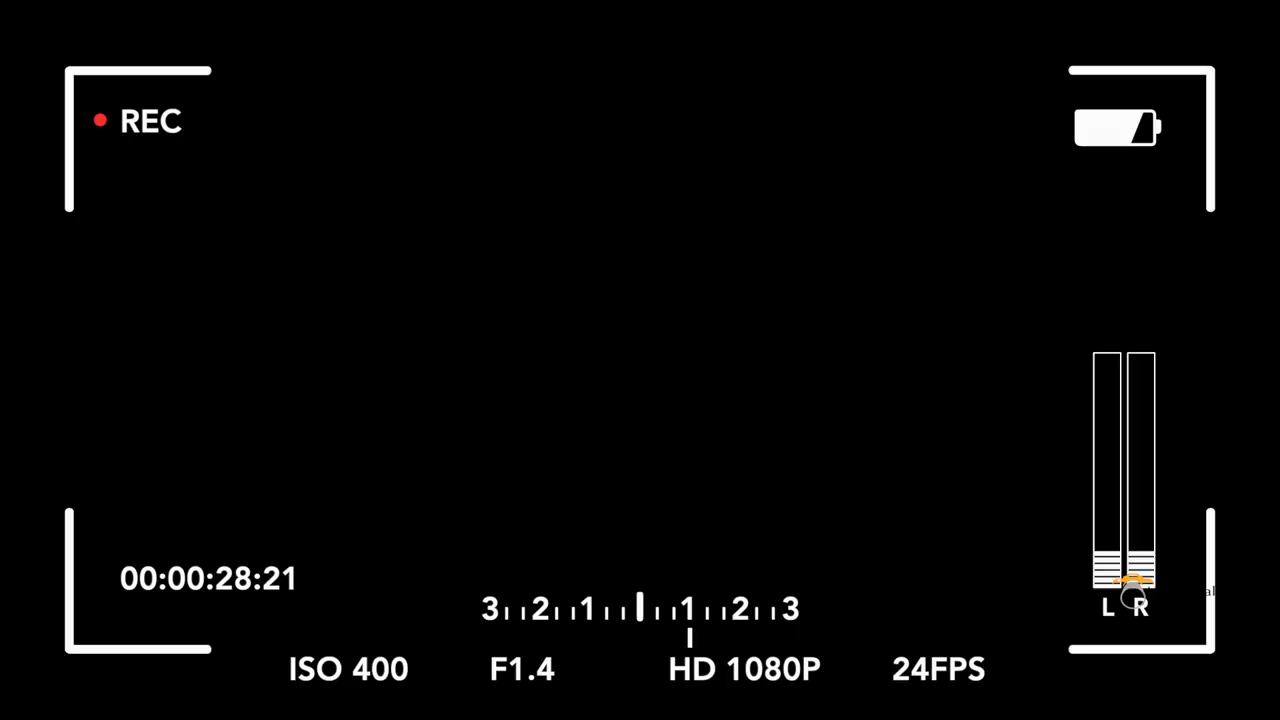 REC
00:00:28:21
3 2 1 1 2 3
L R
ISO 400 F1.4 HD 1080P 24FPS